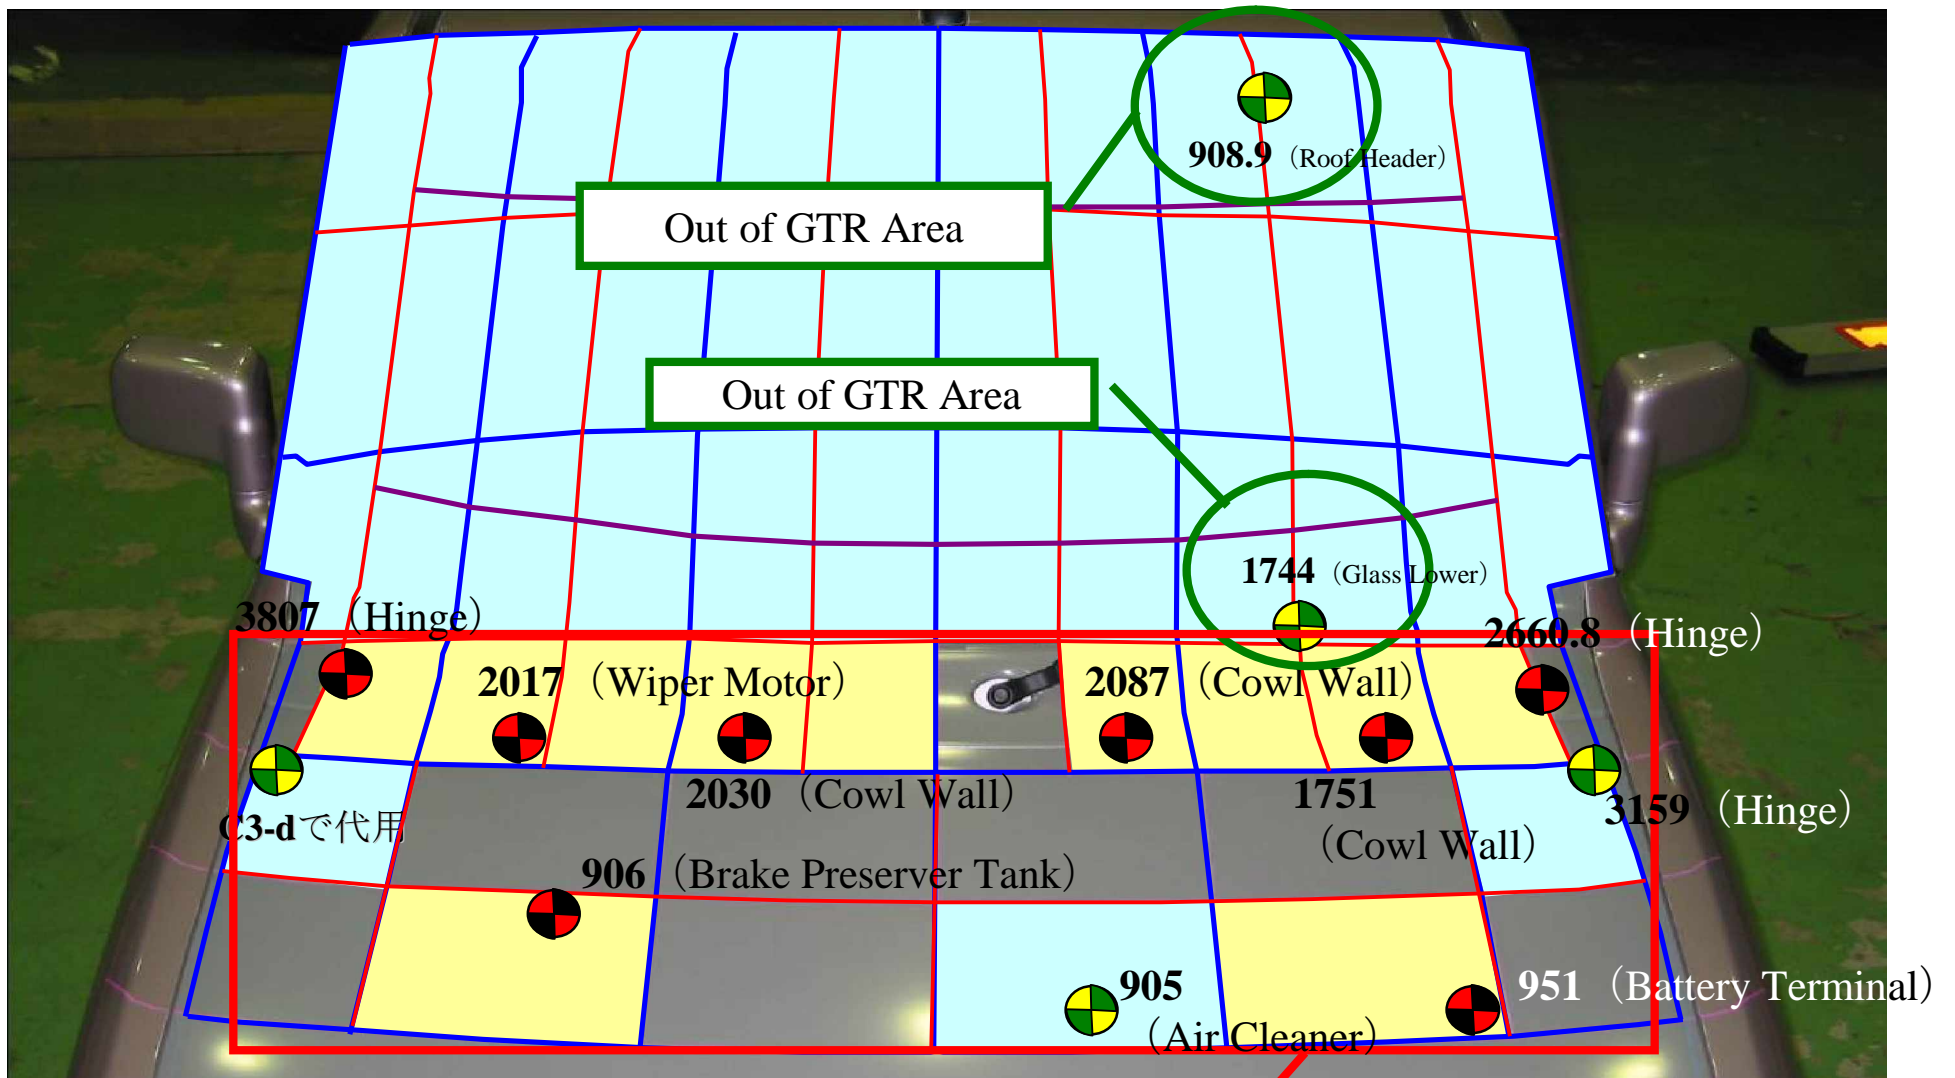 908.9（Roof Header）
Out of GTR Area
Out of GTR Area
1744（Glass Lower）
3807（Hinge）
2660.8（Hinge）
2017（Wiper Motor）
2087（Cowl Wall）
2030（Cowl Wall）
1751
（Cowl Wall）
3159（Hinge）
C3-dで代用
906（Brake Preserver Tank）
905
（Air Cleaner）
951（Battery Terminal）